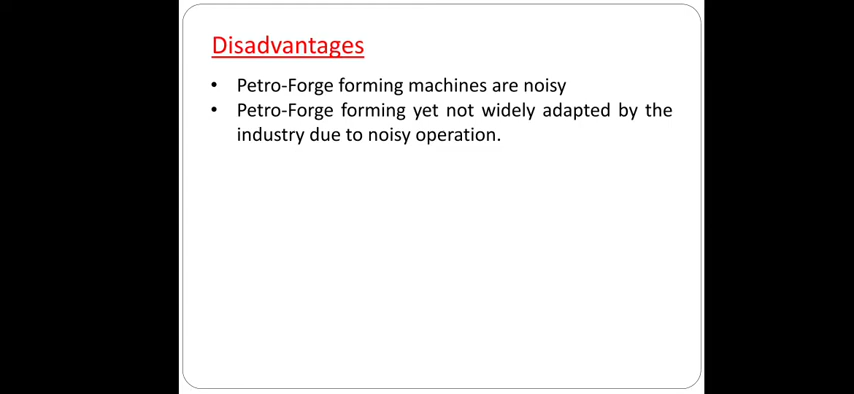 Disadvantages
• Petro-Forge forming machines are noisy
• Petro-Forge forming yet not widely adapted by the
industry due to noisy operation.